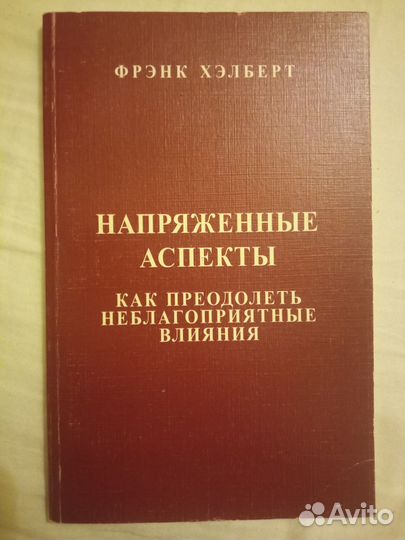 ФРЭНК ХЭЛБЕРТ
НАПРЯЖЕННЫЕ
АСПЕКТЫ
КАК ПРЕОДОЛЕТЬ
НЕБЛАГОПРИЯТНЫЕ
ВЛИЯНИЯ
Avito